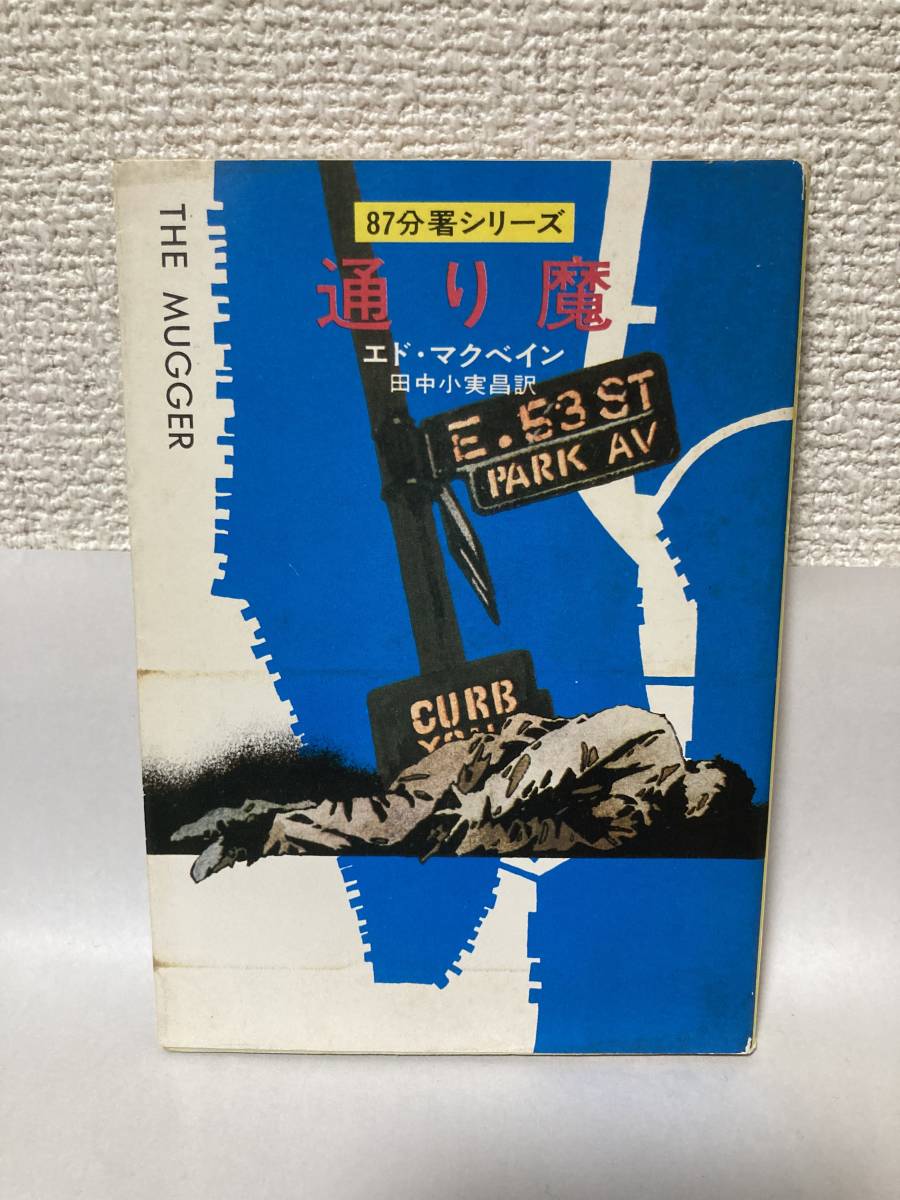 THE MUGGER
87分署シリーズ
通り魔
エド・マクベイン
田中小実昌訳
E.53 ST
PARK AV
CURB